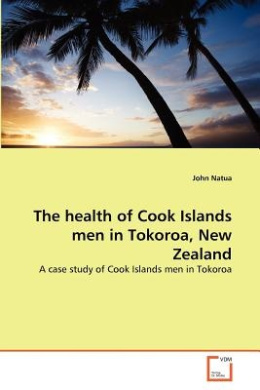 John Natua
The health of Cook Islands
men in Tokoroa, New
Zealand
A case study of Cook Islands men in Tokoroa
VDM